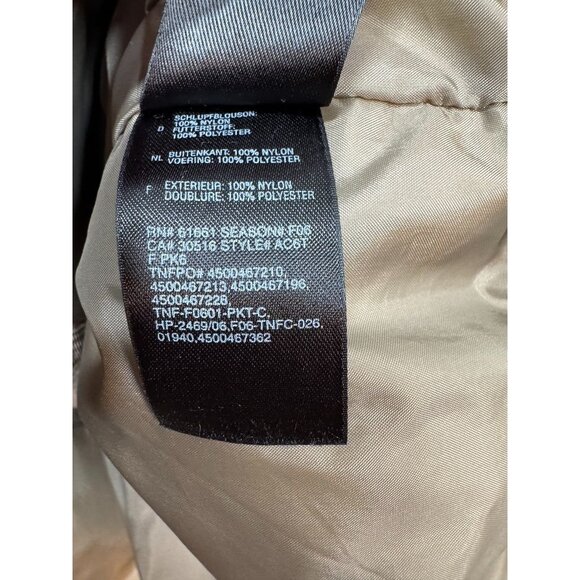 SCHLUPFBLOUSON:
100% NYLON
D FUTTERSTOFF:
100% POLYESTER
NL BUITENKANT: 100% NYLON
VOERING: 100% POLYESTER
F EXTERIEUR: 100% NYLON
DOUBLURE: 100% POLYESTER
RN# 61661 SEASON# F06
CA# 30516 STYLE# AC6T
F PK6
TNFPO# 4500467210,
4500467213,4500467196,
4500467228,
TNF-F0601-PKT-C,
HP-2469/06,F06-TNFC-026,
01940,4500467362